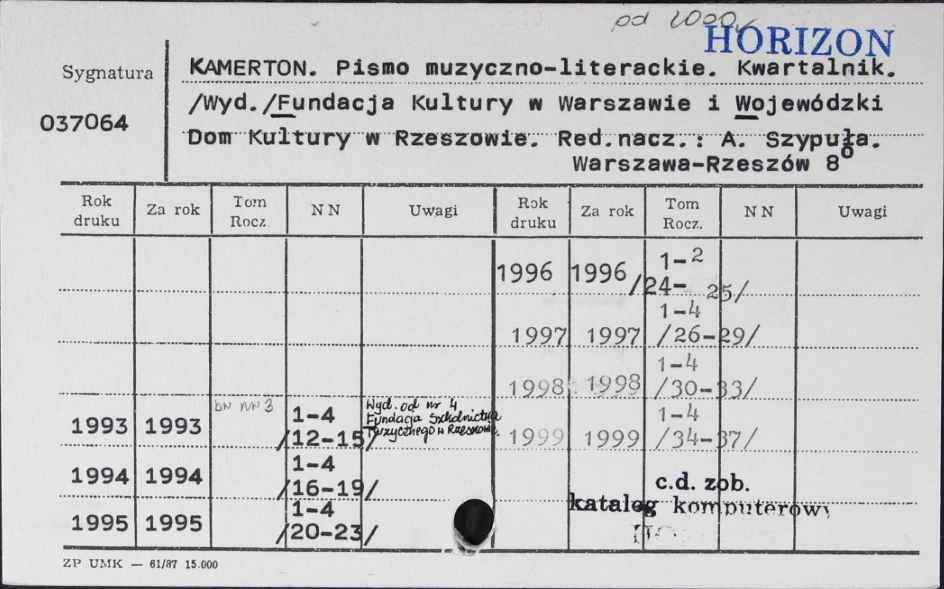 od 2000
HORIZON
Sygnatura
037064
KAMERTON. Pismo muzyczno-literackie. Kwartalnik.
/Wyd./Fundacja Kultury w Warszawie i Wojewódzki
Dom Kultury w Rzeszowie. Red.nacz.: A. Szypuła.
Warszawa-Rzeszów 8°
Rok druku Za rok Tom Rocz. NN Uwagi Rok druku Za rok Tom Rocz. NN Uwagi
1996 1996 1-2 /24-25/
1997 1997 1-4 /26-29/
1998 1998 1-4 /30-33/
1993 1993 bw nr 3 1-4 /12-15/ Wyd. od nr 4 Fundacja Szkolnictwa Muzycznego w Rzeszowie. 1999 1999 1-4 /34-37/
1994 1994 1-4 /16-19/ c.d. zob.
katalog komputerowy
1995 1995 1-4 /20-23/
ZP UMK — 61/87 15.000